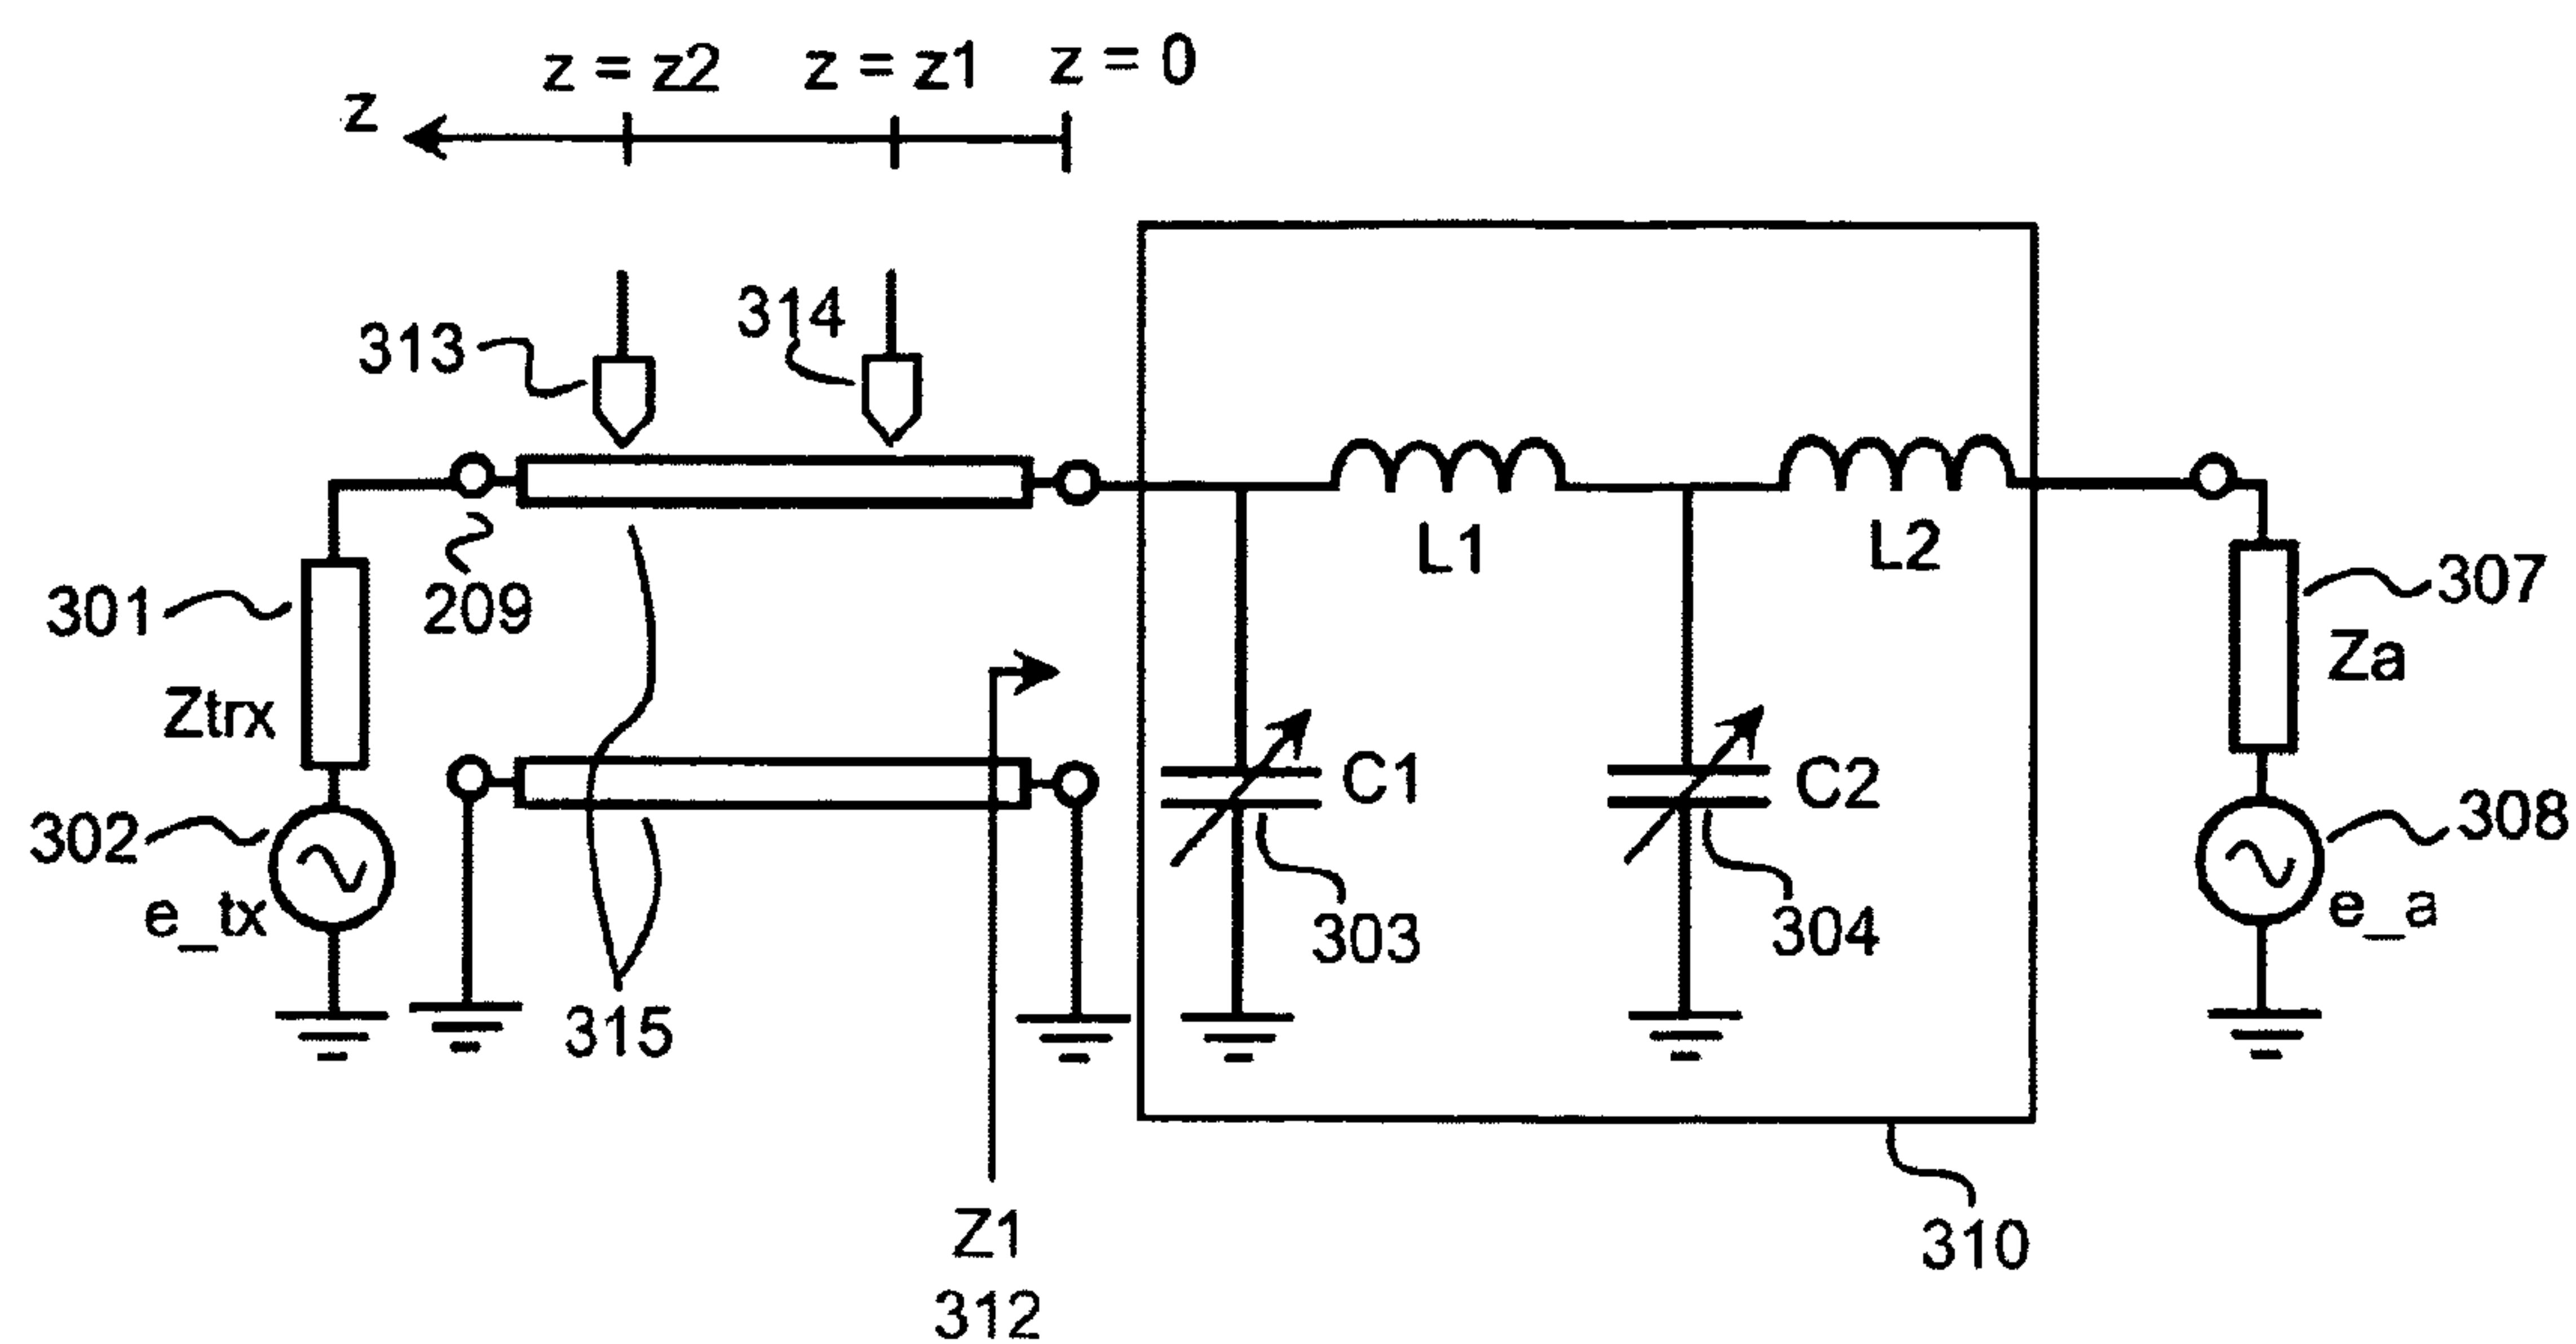 z
z = z2
z = z1
z = 0
313
314
209
301
Ztrx
302
e_tx
315
L1
L2
C1
C2
303
304
307
Za
308
e_a
Z1
312
310